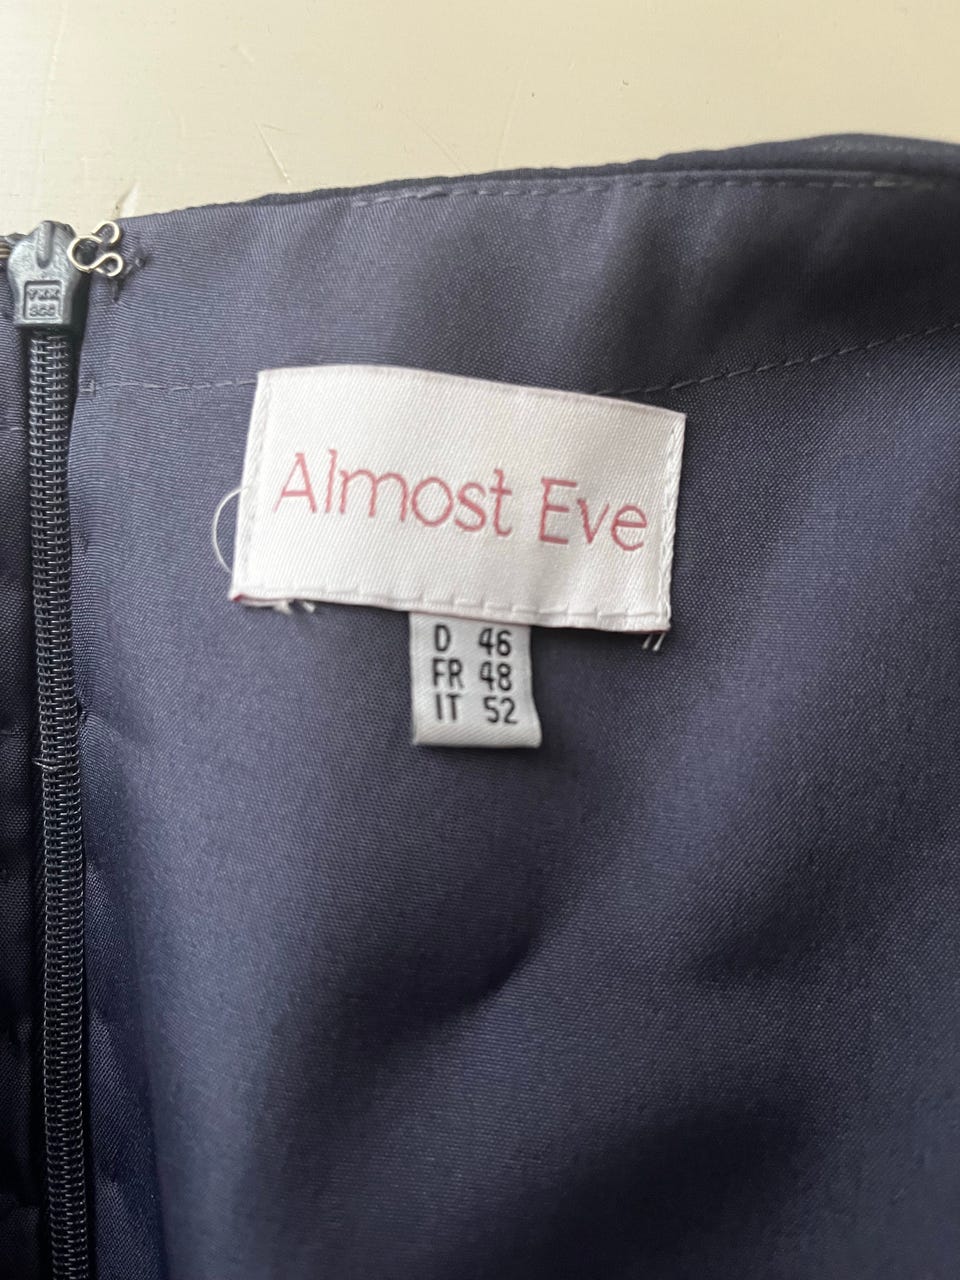 Almost Eve
D 46
FR 48
IT 52